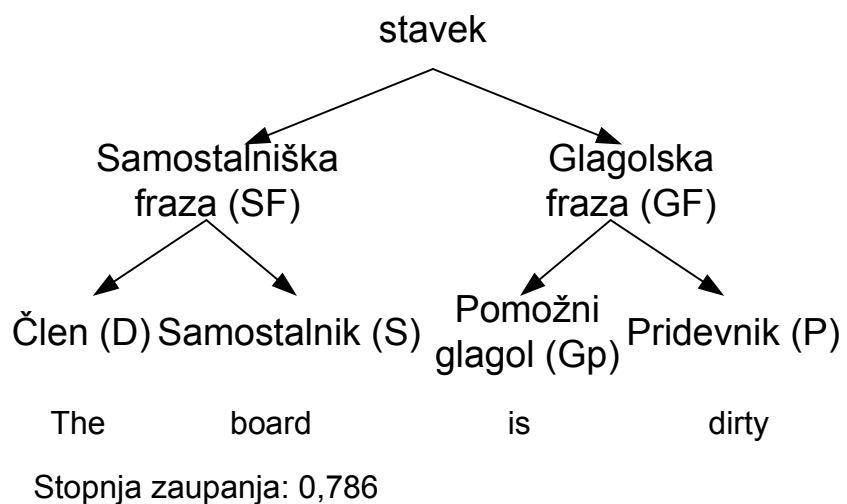 stavek
Samostalniška
fraza (SF)
Glagolska
fraza (GF)
Člen (D)
Samostalnik (S)
Pomožni
glagol (Gp)
Pridevnik (P)
The board is dirty
Stopnja zaupanja: 0,786